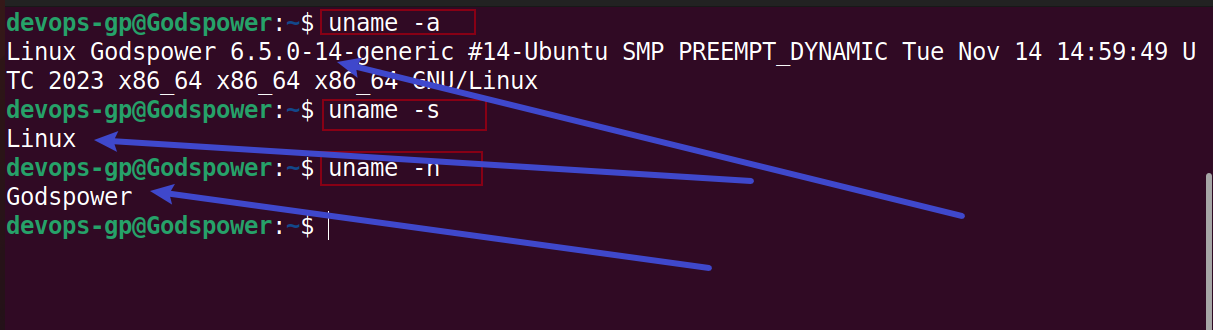 devops-gp@Godspower:~$ uname -a
Linux Godspower 6.5.0-14-generic #14-Ubuntu SMP PREEMPT_DYNAMIC Tue Nov 14 14:59:49 U
TC 2023 x86_64 x86_64 x86_64 GNU/Linux
devops-gp@Godspower:~$ uname -s
Linux
devops-gp@Godspower:~$ uname -n
Godspower
devops-gp@Godspower:~$